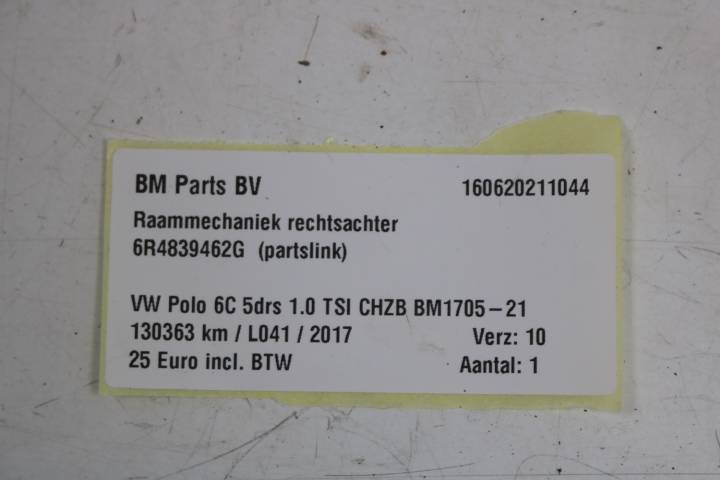 BM Parts BV 160620211044
Raammechaniek rechtsachter
6R4839462G (partslink)
VW Polo 6C 5drs 1.0 TSI CHZB BM1705-21
130363 km / L041 / 2017 Verz: 10
25 Euro incl. BTW Aantal: 1